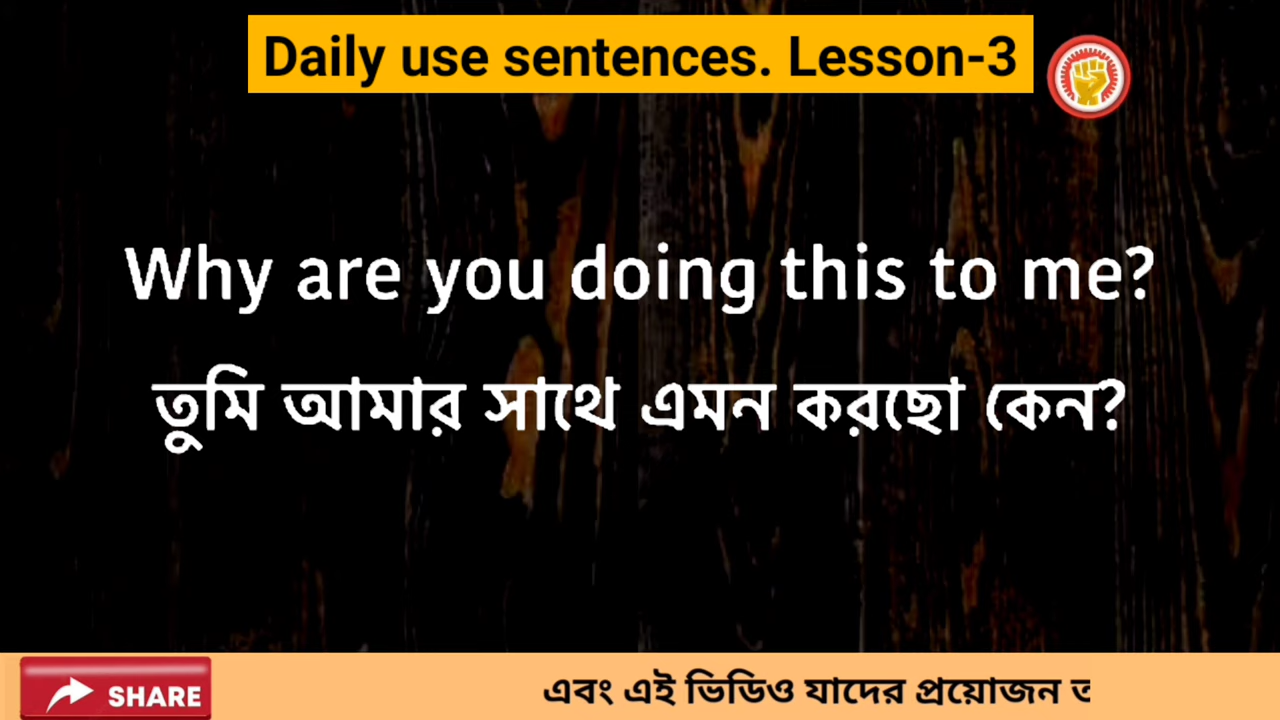 Daily use sentences. Lesson-3
Why are you doing this to me?
তুমি আমার সাথে এমন করছো কেন?
SHARE
এবং এই ভিডিও যাদের প্রয়োজন